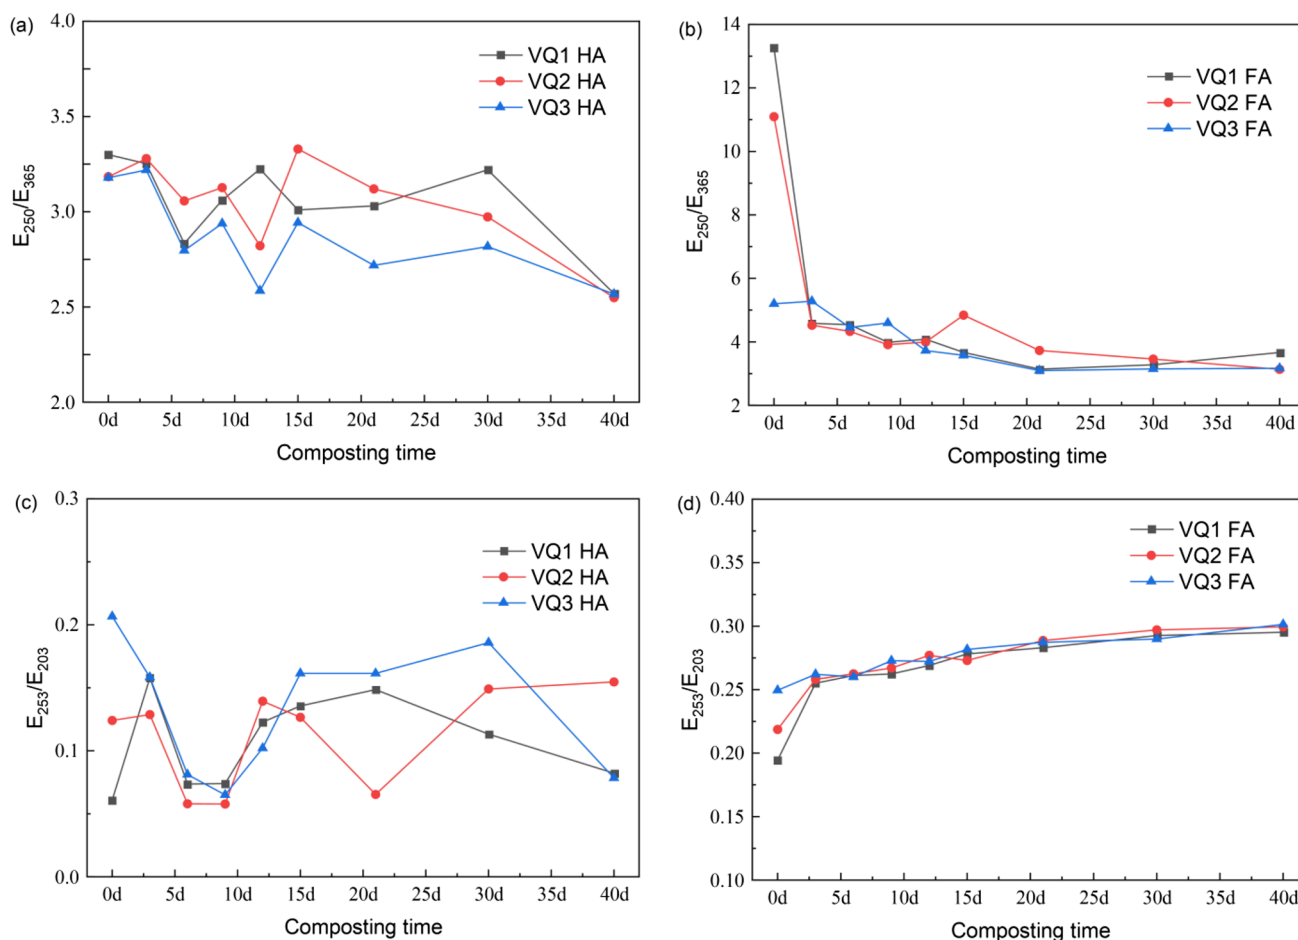 (a)
4.0
3.5
3.0
2.5
2.0
E250/E365
VQ1 HA
VQ2 HA
VQ3 HA
0d 5d 10d 15d 20d 25d 30d 35d 40d
Composting time
(b)
14
12
10
8
6
4
2
E250/E365
VQ1 FA
VQ2 FA
VQ3 FA
0d 5d 10d 15d 20d 25d 30d 35d 40d
Composting time
(c)
0.3
0.2
0.1
0.0
E253/E203
VQ1 HA
VQ2 HA
VQ3 HA
0d 5d 10d 15d 20d 25d 30d 35d 40d
Composting time
(d)
0.40
0.35
0.30
0.25
0.20
0.15
0.10
E253/E203
VQ1 FA
VQ2 FA
VQ3 FA
0d 5d 10d 15d 20d 25d 30d 35d 40d
Composting time